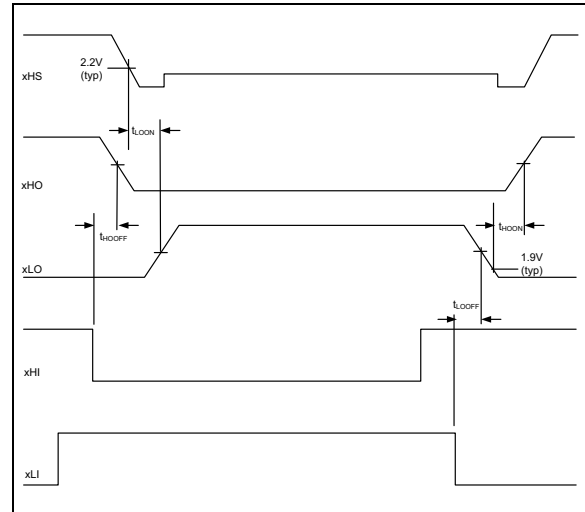 2.2V
(typ)
xHS
tLOON
xHO
tHOOFF
tHOON
xLO
1.9V
(typ)
tLOOFF
xHI
xLI